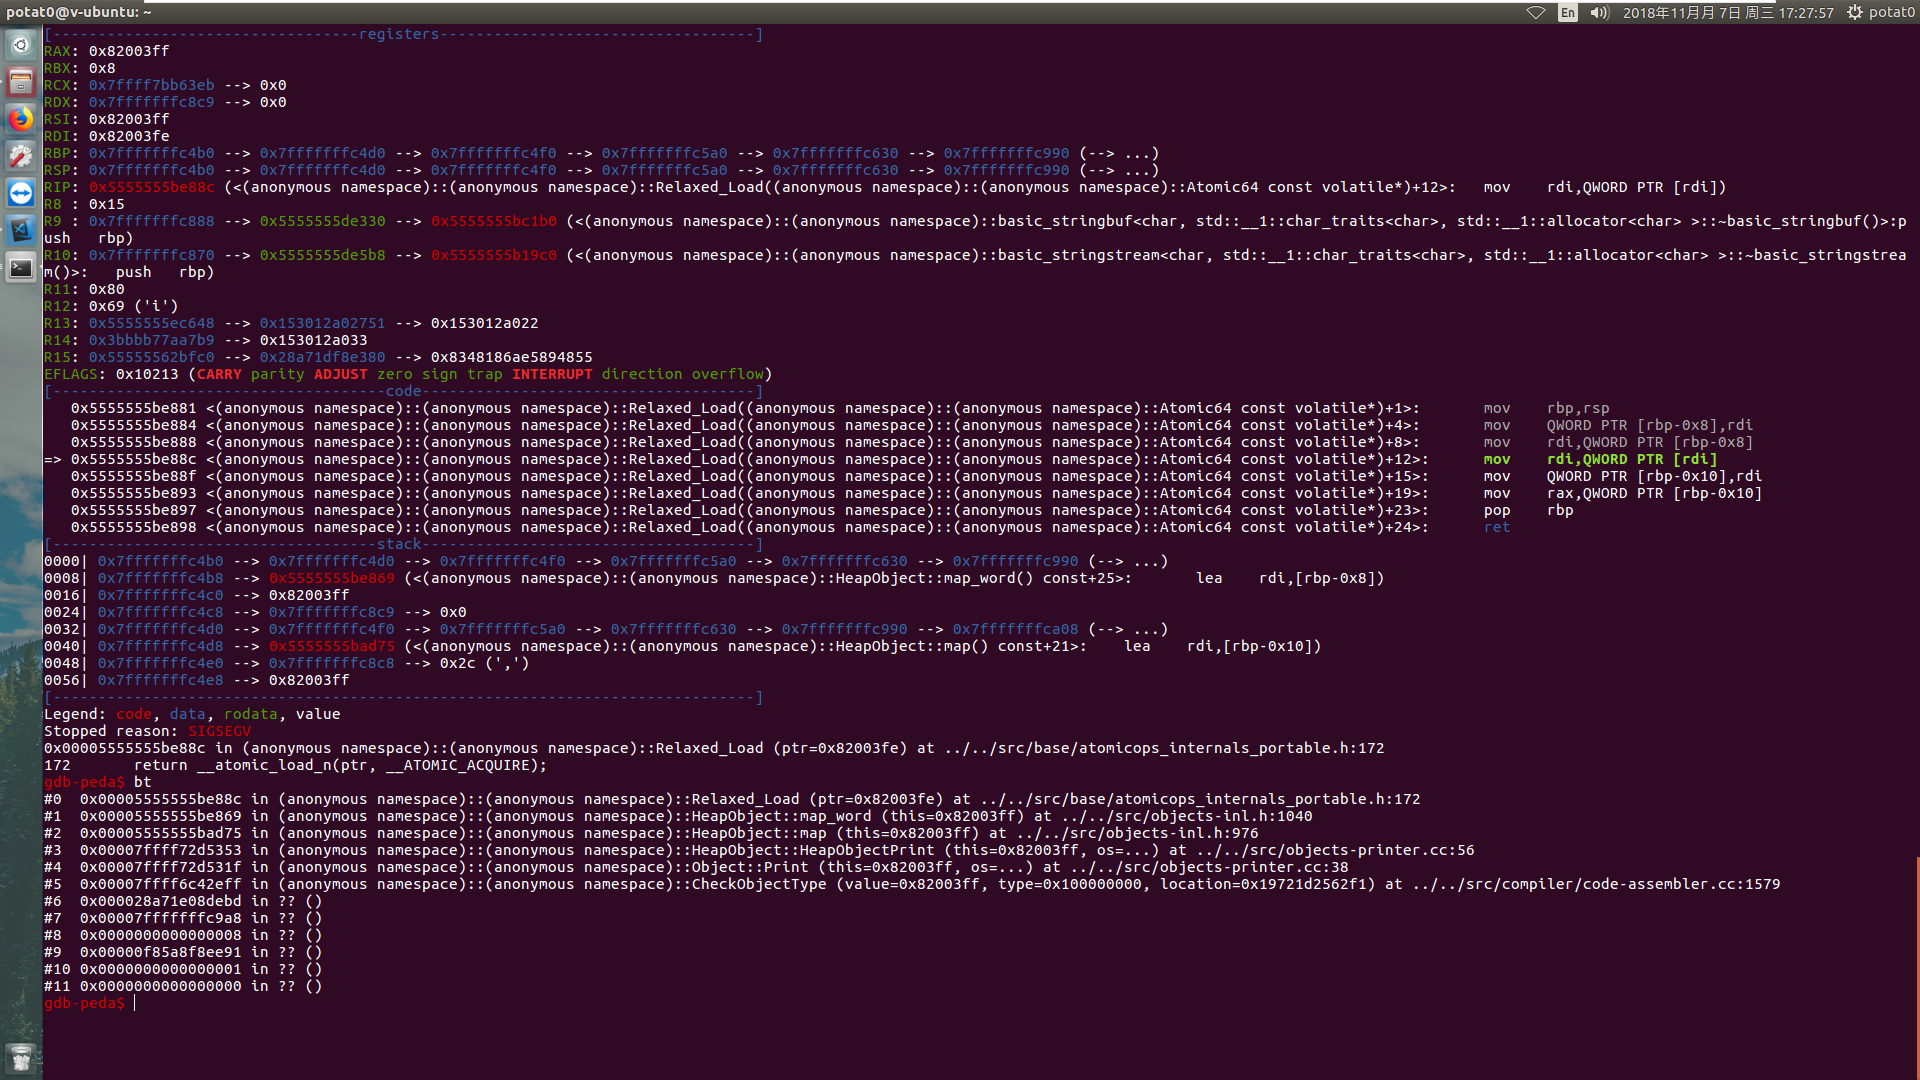 potat0@v-ubuntu: ~
En 2018年11月月 7日 周三 17:27:57 potat0
[----------------------------------registers-----------------------------------]
RAX: 0x82003ff
RBX: 0x8
RCX: 0x7ffff7bb63eb --> 0x0
RDX: 0x7fffffffc8c9 --> 0x0
RSI: 0x82003ff
RDI: 0x82003fe
RBP: 0x7fffffffc4b0 --> 0x7fffffffc4d0 --> 0x7fffffffc4f0 --> 0x7fffffffc5a0 --> 0x7fffffffc630 --> 0x7fffffffc990 (--> ...)
RSP: 0x7fffffffc4b0 --> 0x7fffffffc4d0 --> 0x7fffffffc4f0 --> 0x7fffffffc5a0 --> 0x7fffffffc630 --> 0x7fffffffc990 (--> ...)
RIP: 0x5555555be88c (<(anonymous namespace)::(anonymous namespace)::Relaxed_Load((anonymous namespace)::(anonymous namespace)::Atomic64 const volatile*)+12>:   mov    rdi,QWORD PTR [rdi])
R8 : 0x15
R9 : 0x7fffffffc888 --> 0x5555555de330 --> 0x5555555bc1b0 (<(anonymous namespace)::(anonymous namespace)::basic_stringbuf<char, std::__1::char_traits<char>, std::__1::allocator<char> >::~basic_stringbuf()>:p
ush   rbp)
R10: 0x7fffffffc870 --> 0x5555555de5b8 --> 0x5555555b19c0 (<(anonymous namespace)::(anonymous namespace)::basic_stringstream<char, std::__1::char_traits<char>, std::__1::allocator<char> >::~basic_stringstrea
m()>:   push   rbp)
R11: 0x80
R12: 0x69 ('i')
R13: 0x5555555ec648 --> 0x153012a02751 --> 0x153012a022
R14: 0x3bbbb77aa7b9 --> 0x153012a033
R15: 0x55555562bfc0 --> 0x28a71df8e380 --> 0x8348186ae5894855
EFLAGS: 0x10213 (CARRY parity ADJUST zero sign trap INTERRUPT direction overflow)
[-------------------------------------code-------------------------------------]
   0x5555555be881 <(anonymous namespace)::(anonymous namespace)::Relaxed_Load((anonymous namespace)::(anonymous namespace)::Atomic64 const volatile*)+1>:       mov    rbp,rsp
   0x5555555be884 <(anonymous namespace)::(anonymous namespace)::Relaxed_Load((anonymous namespace)::(anonymous namespace)::Atomic64 const volatile*)+4>:       mov    QWORD PTR [rbp-0x8],rdi
   0x5555555be888 <(anonymous namespace)::(anonymous namespace)::Relaxed_Load((anonymous namespace)::(anonymous namespace)::Atomic64 const volatile*)+8>:       mov    rdi,QWORD PTR [rbp-0x8]
=> 0x5555555be88c <(anonymous namespace)::(anonymous namespace)::Relaxed_Load((anonymous namespace)::(anonymous namespace)::Atomic64 const volatile*)+12>:      mov    rdi,QWORD PTR [rdi]
   0x5555555be88f <(anonymous namespace)::(anonymous namespace)::Relaxed_Load((anonymous namespace)::(anonymous namespace)::Atomic64 const volatile*)+15>:      mov    QWORD PTR [rbp-0x10],rdi
   0x5555555be893 <(anonymous namespace)::(anonymous namespace)::Relaxed_Load((anonymous namespace)::(anonymous namespace)::Atomic64 const volatile*)+19>:      mov    rax,QWORD PTR [rbp-0x10]
   0x5555555be897 <(anonymous namespace)::(anonymous namespace)::Relaxed_Load((anonymous namespace)::(anonymous namespace)::Atomic64 const volatile*)+23>:      pop    rbp
   0x5555555be898 <(anonymous namespace)::(anonymous namespace)::Relaxed_Load((anonymous namespace)::(anonymous namespace)::Atomic64 const volatile*)+24>:      ret
[------------------------------------stack-------------------------------------]
0000| 0x7fffffffc4b0 --> 0x7fffffffc4d0 --> 0x7fffffffc4f0 --> 0x7fffffffc5a0 --> 0x7fffffffc630 --> 0x7fffffffc990 (--> ...)
0008| 0x7fffffffc4b8 --> 0x5555555be869 (<(anonymous namespace)::(anonymous namespace)::HeapObject::map_word() const+25>:       lea    rdi,[rbp-0x8])
0016| 0x7fffffffc4c0 --> 0x82003ff
0024| 0x7fffffffc4c8 --> 0x7fffffffc8c9 --> 0x0
0032| 0x7fffffffc4d0 --> 0x7fffffffc4f0 --> 0x7fffffffc5a0 --> 0x7fffffffc630 --> 0x7fffffffc990 --> 0x7fffffffca08 (--> ...)
0040| 0x7fffffffc4d8 --> 0x5555555bad75 (<(anonymous namespace)::(anonymous namespace)::HeapObject::map() const+21>:    lea    rdi,[rbp-0x10])
0048| 0x7fffffffc4e0 --> 0x7fffffffc8c8 --> 0x2c (',')
0056| 0x7fffffffc4e8 --> 0x82003ff
[------------------------------------------------------------------------------]
Legend: code, data, rodata, value
Stopped reason: SIGSEGV
0x00005555555be88c in (anonymous namespace)::(anonymous namespace)::Relaxed_Load (ptr=0x82003fe) at ../../src/base/atomicops_internals_portable.h:172
172       return __atomic_load_n(ptr, __ATOMIC_ACQUIRE);
gdb-peda$ bt
#0  0x00005555555be88c in (anonymous namespace)::(anonymous namespace)::Relaxed_Load (ptr=0x82003fe) at ../../src/base/atomicops_internals_portable.h:172
#1  0x00005555555be869 in (anonymous namespace)::(anonymous namespace)::HeapObject::map_word (this=0x82003ff) at ../../src/objects-inl.h:1040
#2  0x00005555555bad75 in (anonymous namespace)::(anonymous namespace)::HeapObject::map (this=0x82003ff) at ../../src/objects-inl.h:976
#3  0x00007ffff72d5353 in (anonymous namespace)::(anonymous namespace)::HeapObject::HeapObjectPrint (this=0x82003ff, os=...) at ../../src/objects-printer.cc:56
#4  0x00007ffff72d531f in (anonymous namespace)::(anonymous namespace)::Object::Print (this=0x82003ff, os=...) at ../../src/objects-printer.cc:38
#5  0x00007ffff6c42eff in (anonymous namespace)::(anonymous namespace)::CheckObjectType (value=0x82003ff, type=0x100000000, location=0x19721d2562f1) at ../../src/compiler/code-assembler.cc:1579
#6  0x000028a71e08debd in ?? ()
#7  0x00007fffffffc9a8 in ?? ()
#8  0x0000000000000008 in ?? ()
#9  0x00000f85a8f8ee91 in ?? ()
#10 0x0000000000000001 in ?? ()
#11 0x0000000000000000 in ?? ()
gdb-peda$